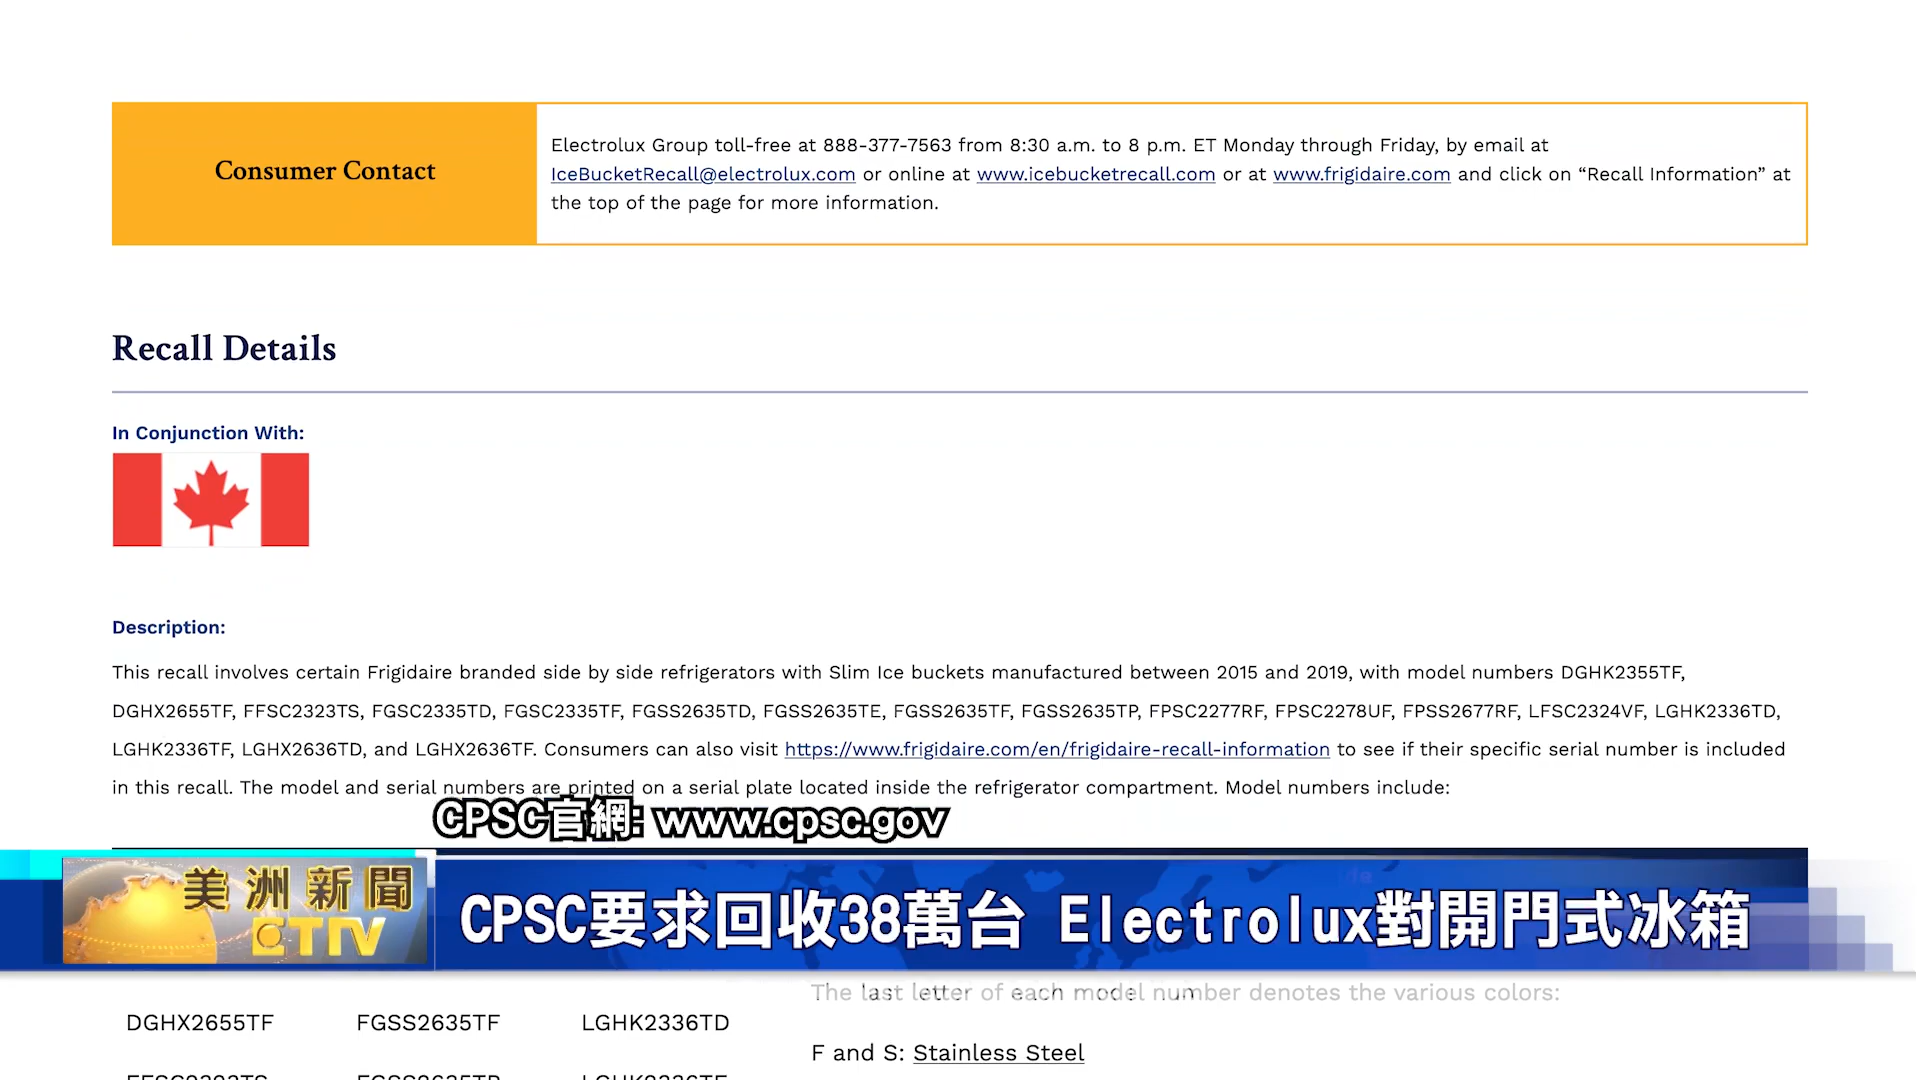 Consumer Contact
Electrolux Group toll-free at 888-377-7563 from 8:30 a.m. to 8 p.m. ET Monday through Friday, by email at
IceBucketRecall@electrolux.com or online at www.icebucketrecall.com or at www.frigidaire.com and click on “Recall Information” at
the top of the page for more information.
Recall Details
In Conjunction With:
Description:
This recall involves certain Frigidaire branded side by side refrigerators with Slim Ice buckets manufactured between 2015 and 2019, with model numbers DGHK2355TF,
DGHX2655TF, FFSC2323TS, FGSC2335TD, FGSC2335TF, FGSS2635TD, FGSS2635TE, FGSS2635TF, FGSS2635TP, FPSC2277RF, FPSC2278UF, FPSS2677RF, LFSC2324VF, LGHK2336TD,
LGHK2336TF, LGHX2636TD, and LGHX2636TF. Consumers can also visit https://www.frigidaire.com/en/frigidaire-recall-information to see if their specific serial number is included
in this recall. The model and serial numbers are printed on a serial plate located inside the refrigerator compartment. Model numbers include:
CPSC官網: www.cpsc.gov
美洲新聞
CTITV
CPSC要求回收38萬台 Electrolux對開門式冰箱
The last letter of each model number denotes the various colors:
DGHX2655TF FGSS2635TF LGHK2336TD
F and S: Stainless Steel